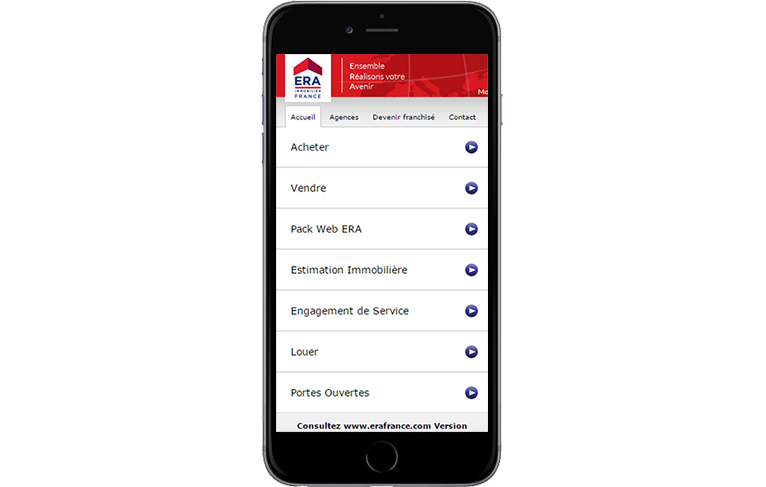 ERA
IMMOBILIER
FRANCE
Ensemble
Réalisons votre
Avenir
Mo
Accueil
Agences
Devenir franchisé
Contact
Acheter
Vendre
Pack Web ERA
Estimation Immobilière
Engagement de Service
Louer
Portes Ouvertes
Consultez www.erafrance.com Version